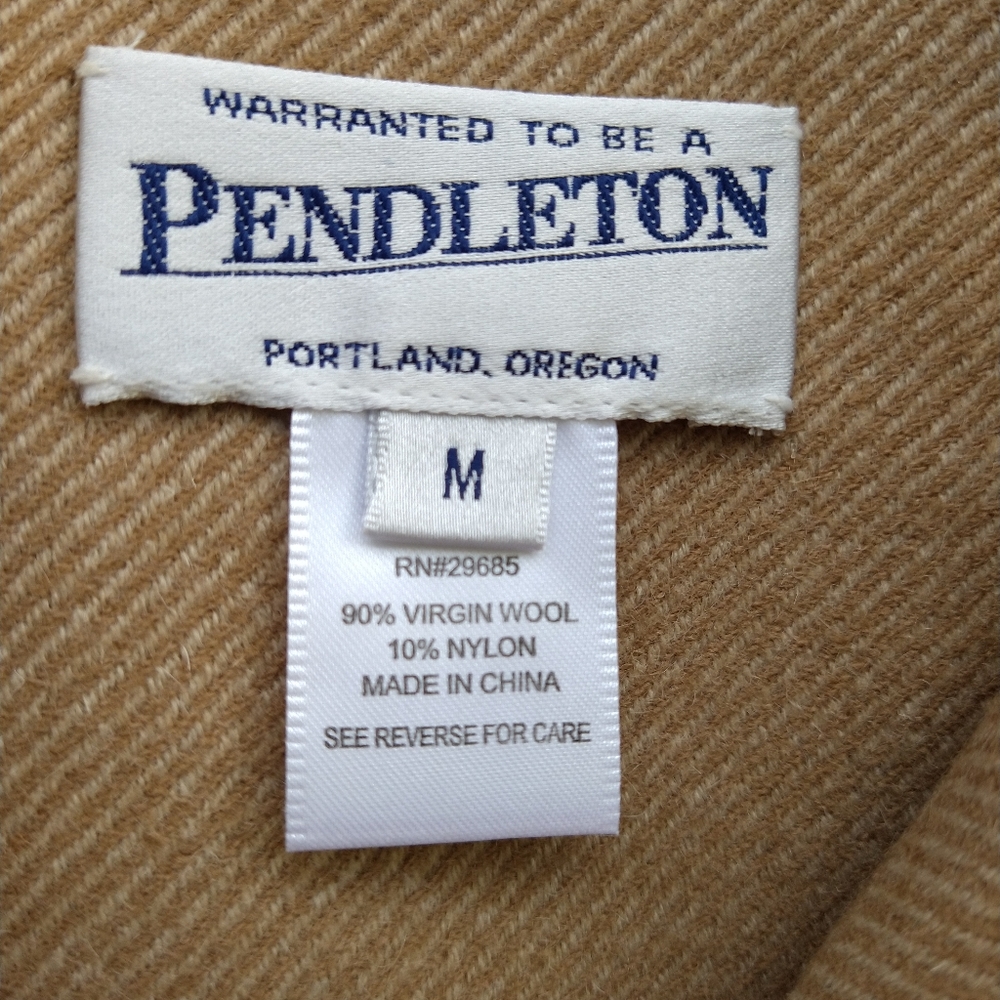 WARRANTED TO BE A
PENDLETON
PORTLAND, OREGON
M
RN#29685
90% VIRGIN WOOL
10% NYLON
MADE IN CHINA
SEE REVERSE FOR CARE